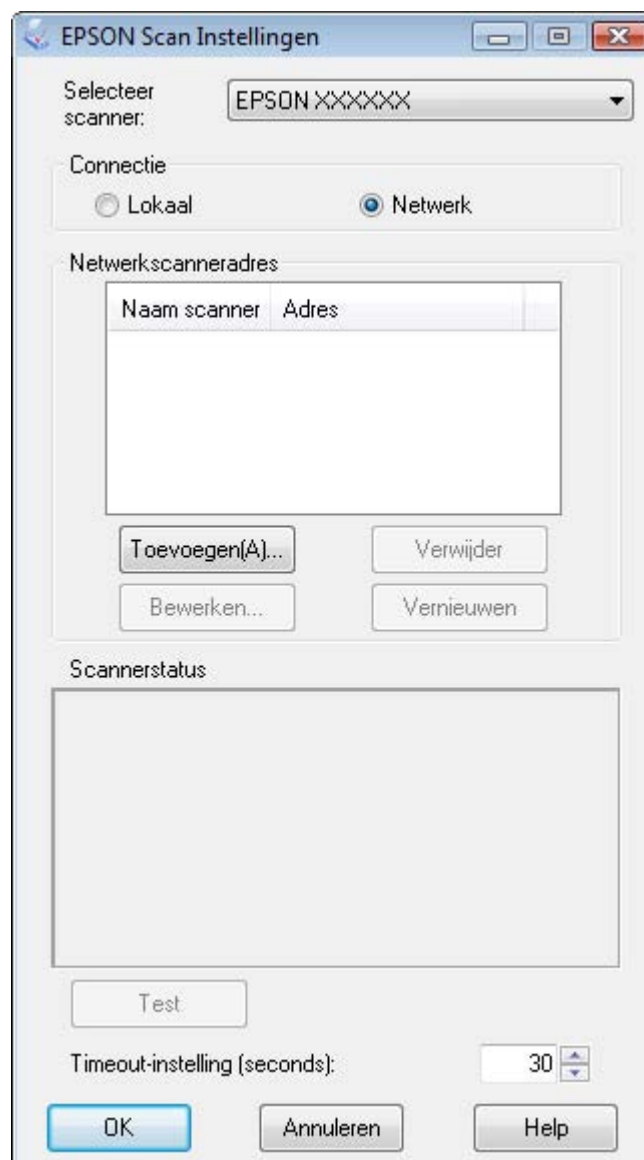 EPSON Scan Instellingen
Selecteer
scanner:
EPSON XXXXXX
Connectie
Lokaal
Netwerk
Netwerkscanneradres
Naam scanner
Adres
Toevoegen(A)...
Verwijder
Bewerken...
Vernieuwen
Scannerstatus
Test
Timeout-instelling (seconds):
30
OK
Annuleren
Help